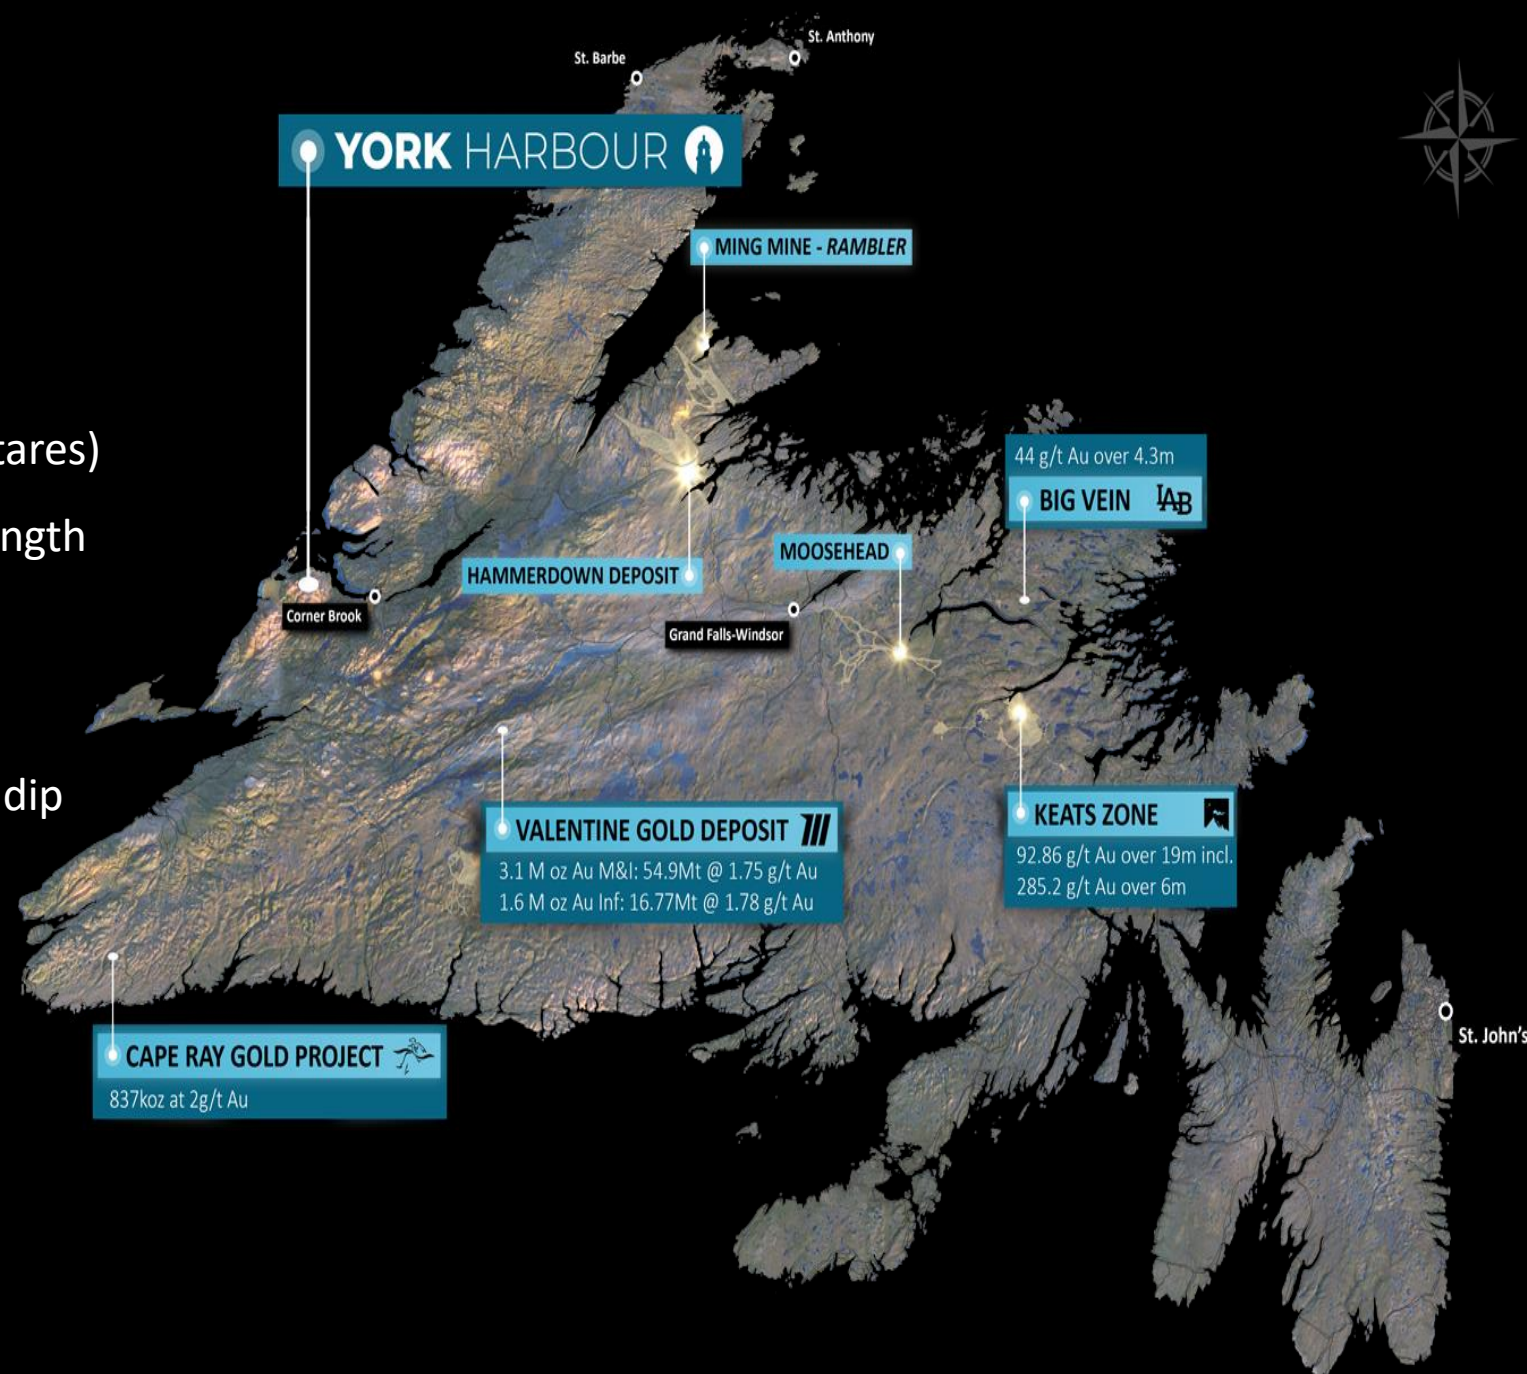 St. Anthony
St. Barbe
YORK HARBOUR
MING MINE - RAMBLER
tares)
ngth
dip
44 g/t Au over 4.3m
BIG VEIN IAB
MOOSEHEAD
HAMMERDOWN DEPOSIT
Corner Brook
Grand Falls-Windsor
VALENTINE GOLD DEPOSIT
3.1 M oz Au M&I: 54.9Mt @ 1.75 g/t Au
1.6 M oz Au Inf: 16.77Mt @ 1.78 g/t Au
KEATS ZONE
92.86 g/t Au over 19m incl.
285.2 g/t Au over 6m
St. John's
CAPE RAY GOLD PROJECT
837koz at 2g/t Au